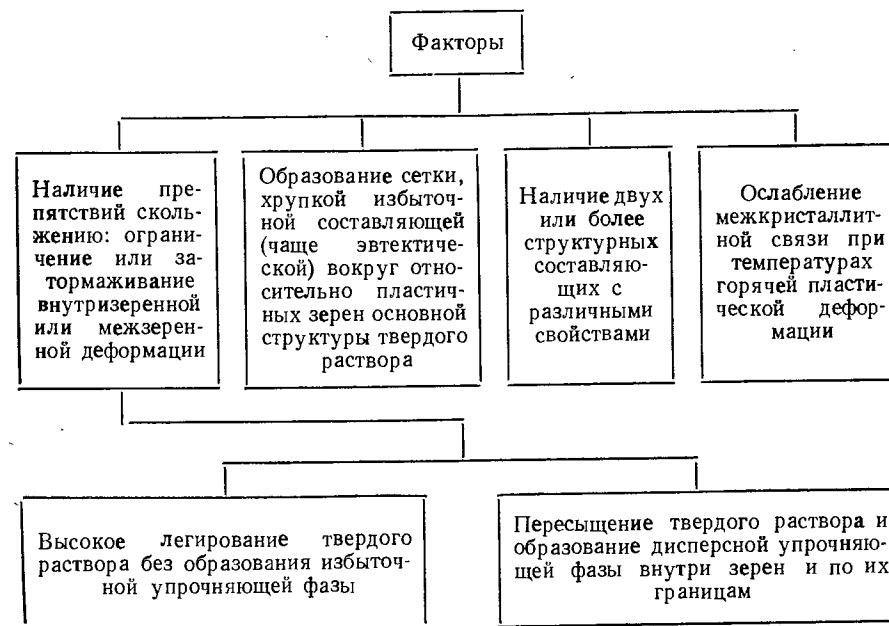 Факторы
Наличие пре-
пятствий сколь-
жению: ограни-
чение или за-
тормаживание
внутризеренной
или межзерен-
ной деформации
Образование сетки,
хрупкой избыточ-
ной составляющей
(чаще эвтектиче-
ской) вокруг отно-
сительно пластич-
ных зерен основной
структуры твердого
раствора
Наличие двух
или более
структурных
составляю-
щих с
различными
свойствами
Ослабление
межкристаллит-
ной связи при
температурах
горячей пласти-
ческой дефор-
мации
Высокое легирование твердого
раствора без образования избыточ-
ной упрочняющей фазы
Пересыщение твердого раствора и
образование дисперсной упрочняю-
щей фазы внутри зерен и по их
границам